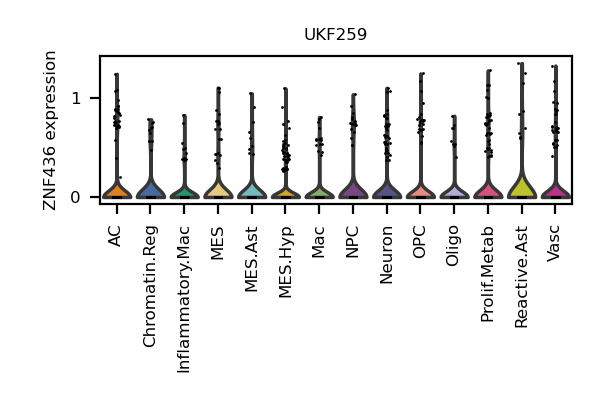 UKF259
ZNF436 expression
1
0
AC
Chromatin.Reg
Inflammatory.Mac
MES
MES.Ast
MES.Hyp
Mac
NPC
Neuron
OPC
Oligo
Prolif.Metab
Reactive.Ast
Vasc